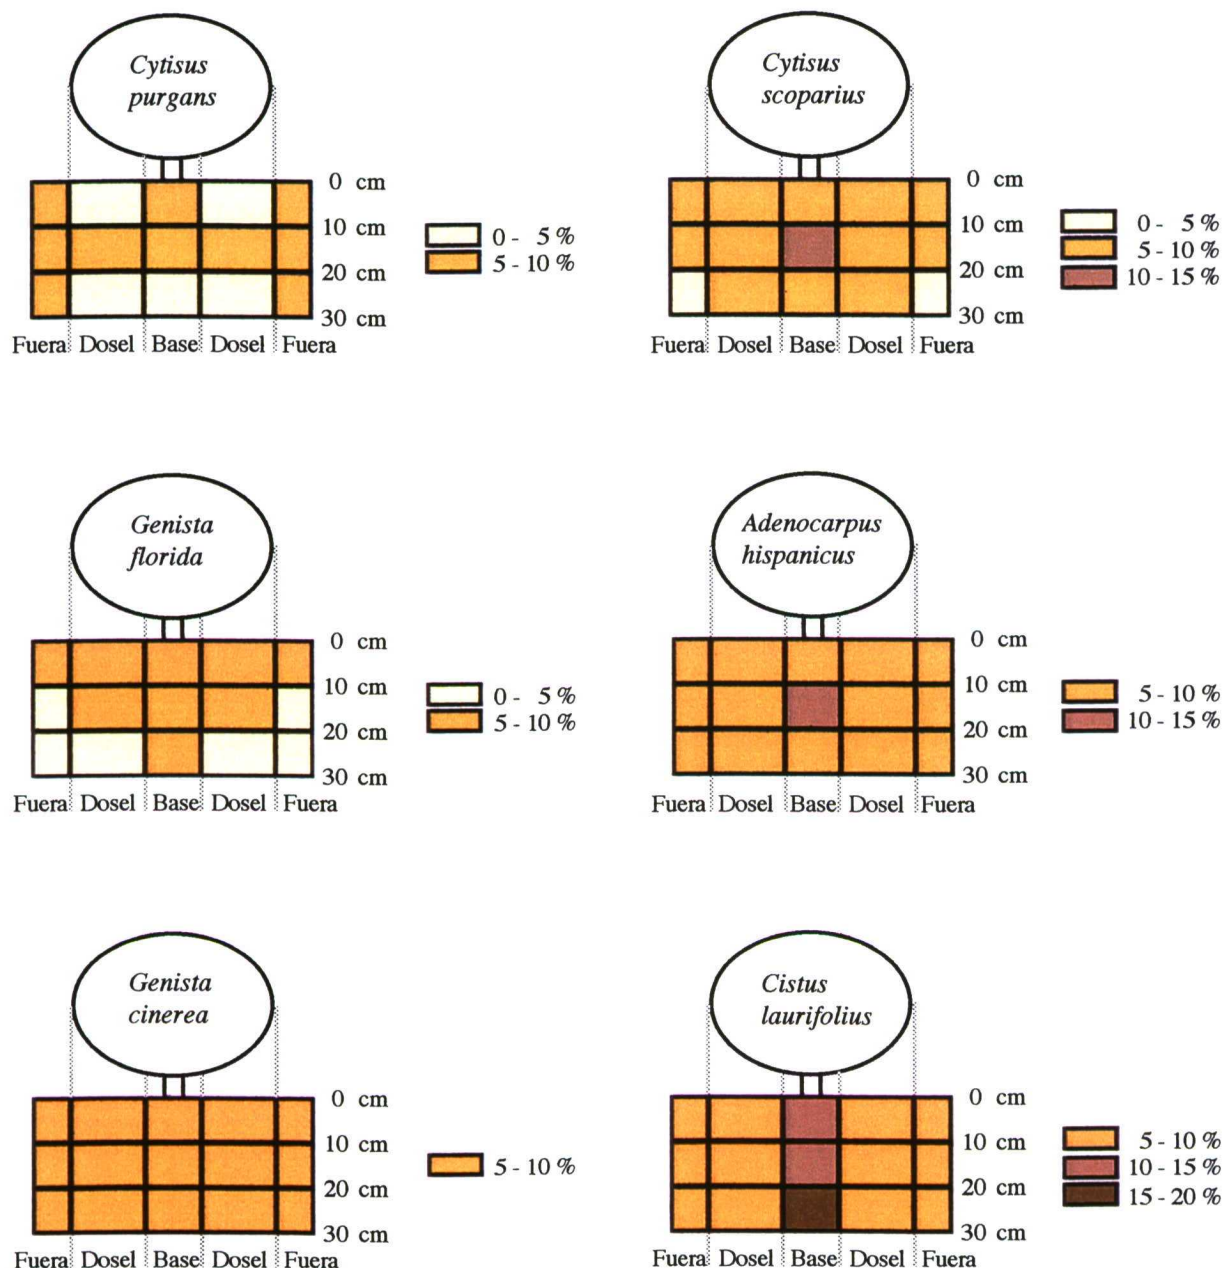 Cytisus
purgans
0 cm
10 cm
20 cm
30 cm
Fuera Dosel Base Dosel Fuera
0 - 5 %
5 - 10 %
Cytisus
scoparius
0 cm
10 cm
20 cm
30 cm
Fuera Dosel Base Dosel Fuera
0 - 5 %
5 - 10 %
10 - 15 %
Genista
florida
0 cm
10 cm
20 cm
30 cm
Fuera Dosel Base Dosel Fuera
0 - 5 %
5 - 10 %
Adenocarpus
hispanicus
0 cm
10 cm
20 cm
30 cm
Fuera Dosel Base Dosel Fuera
5 - 10 %
10 - 15 %
Genista
cinerea
0 cm
10 cm
20 cm
30 cm
Fuera Dosel Base Dosel Fuera
5 - 10 %
Cistus
laurifolius
0 cm
10 cm
20 cm
30 cm
Fuera Dosel Base Dosel Fuera
5 - 10 %
10 - 15 %
15 - 20 %